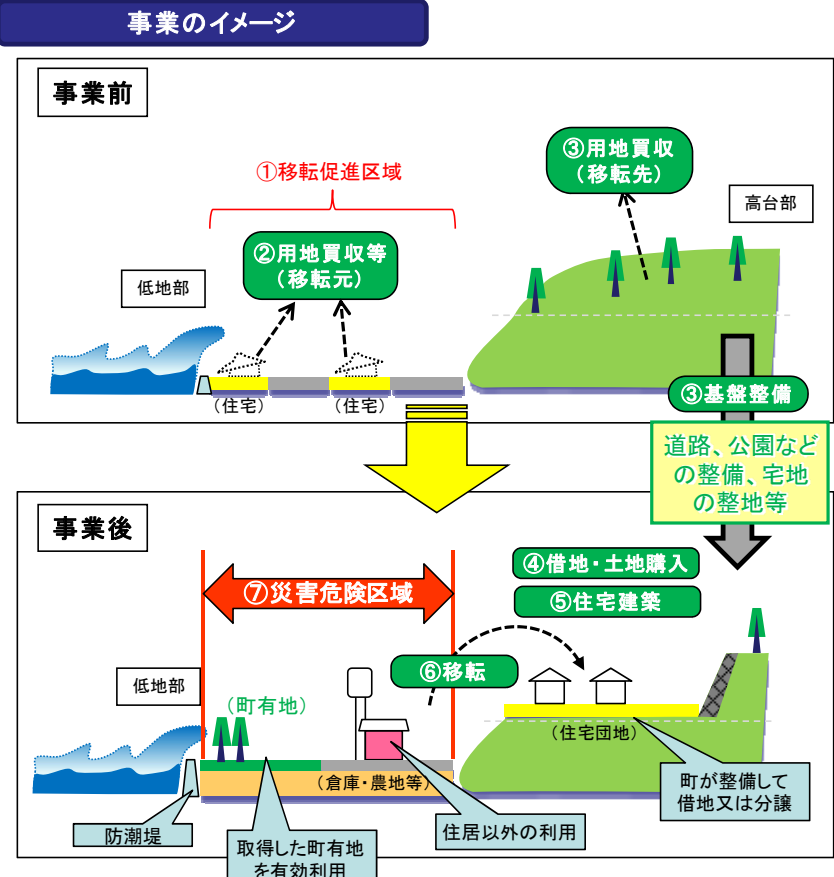 事業のイメージ
事業前
③用地買収
（移転先）
①移転促進区域
高台部
②用地買収等
（移転元）
低地部
（住宅）
（住宅）
③基盤整備
道路、公園など
の整備、宅地
の整地等
事業後
④借地・土地購入
⑦災害危険区域
⑤住宅建築
⑥移転
低地部
（町有地）
（住宅団地）
（倉庫・農地等）
町が整備して
借地又は分譲
防潮堤
住居以外の利用
取得した町有地
を有効利用